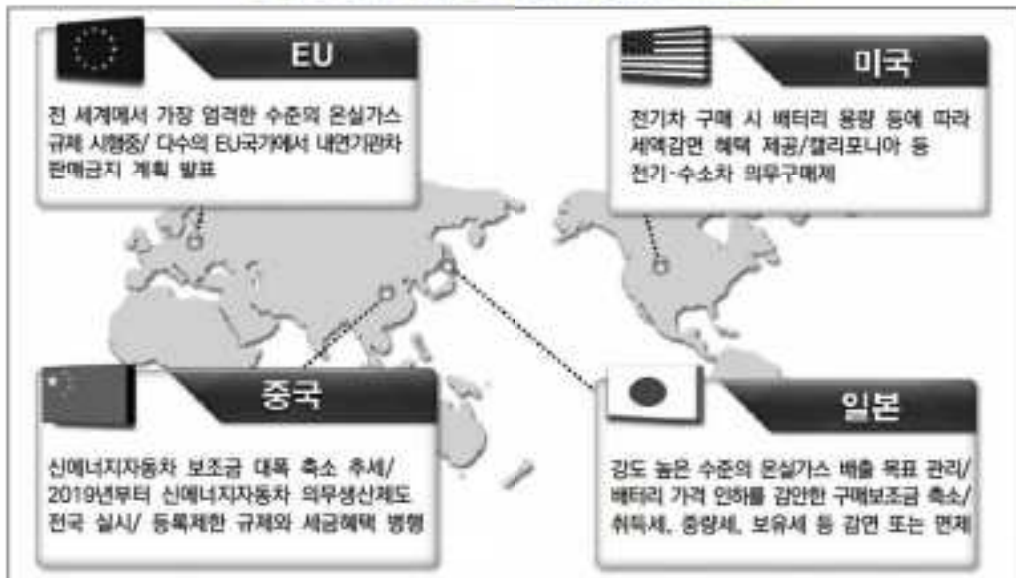 EU
전 세계에서 가장 엄격한 수준의 온실가스
규제 시행중/ 다수의 EU국가에서 내연기관차
판매금지 계획 발표
미국
전기차 구매 시 배터리 용량 등에 따라
세액감면 혜택 제공/캘리포니아 등
전기·수소차 의무구매제
중국
신에너지자동차 보조금 대폭 축소 추세/
2019년부터 신에너지자동차 의무생산제도
전국 실시/ 등록제한 규제와 세금혜택 병행
일본
강도 높은 수준의 온실가스 배출 목표 관리/
배터리 가격 인하를 감안한 구매보조금 축소/
취득세, 중량세, 보유세 등 감면 또는 면제